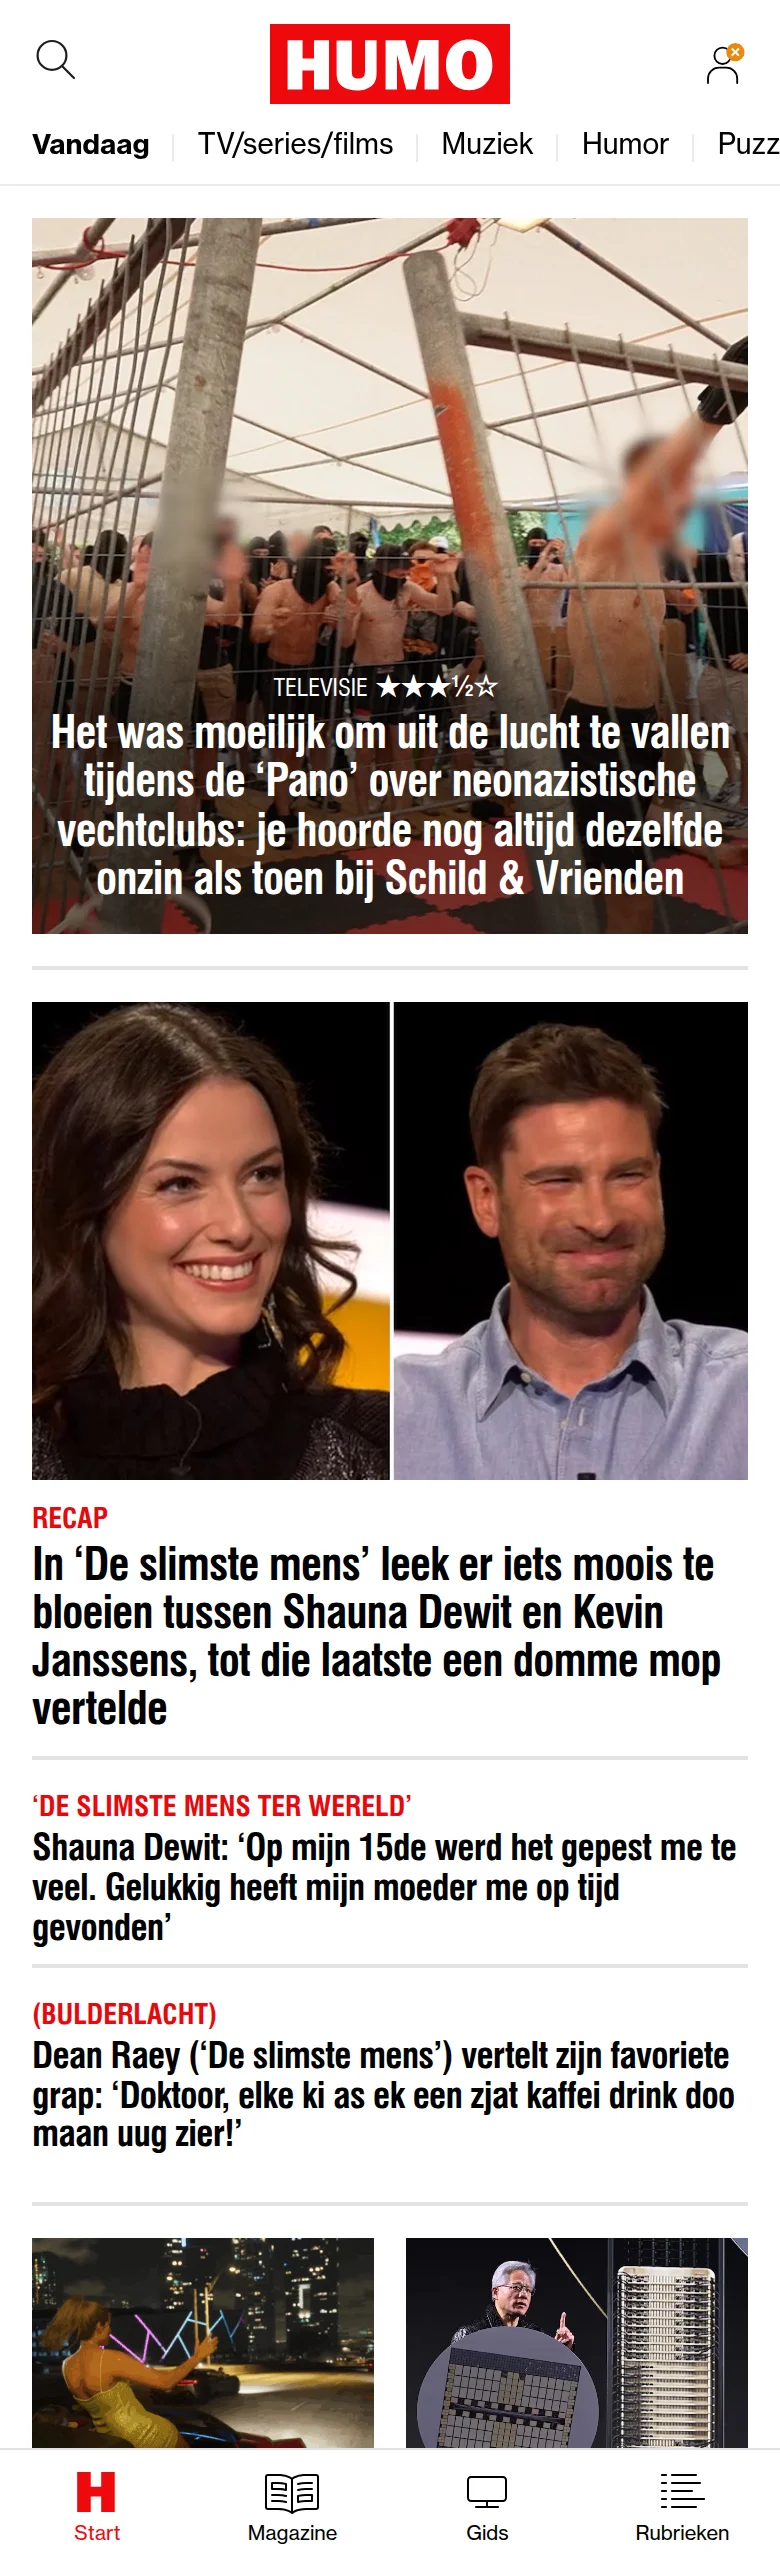 HUMO
Vandaag
TV/series/films
Muziek
Humor
Puzz
TELEVISIE ★★★½☆
Het was moeilijk om uit de lucht te vallen
tijdens de ‘Pano’ over neonazistische
vechtclubs: je hoorde nog altijd dezelfde
onzin als toen bij Schild & Vrienden
RECAP
In ‘De slimste mens’ leek er iets moois te
bloeien tussen Shauna Dewit en Kevin
Janssens, tot die laatste een domme mop
vertelde
‘DE SLIMSTE MENS TER WERELD’
Shauna Dewit: ‘Op mijn 15de werd het gepest me te
veel. Gelukkig heeft mijn moeder me op tijd
gevonden’
(BULDERLACHT)
Dean Raey (‘De slimste mens’) vertelt zijn favoriete
grap: ‘Doktoor, elke ki as ek een zjat kaffei drink doo
maan uug zier!’
H
Start
Magazine
Gids
Rubrieken